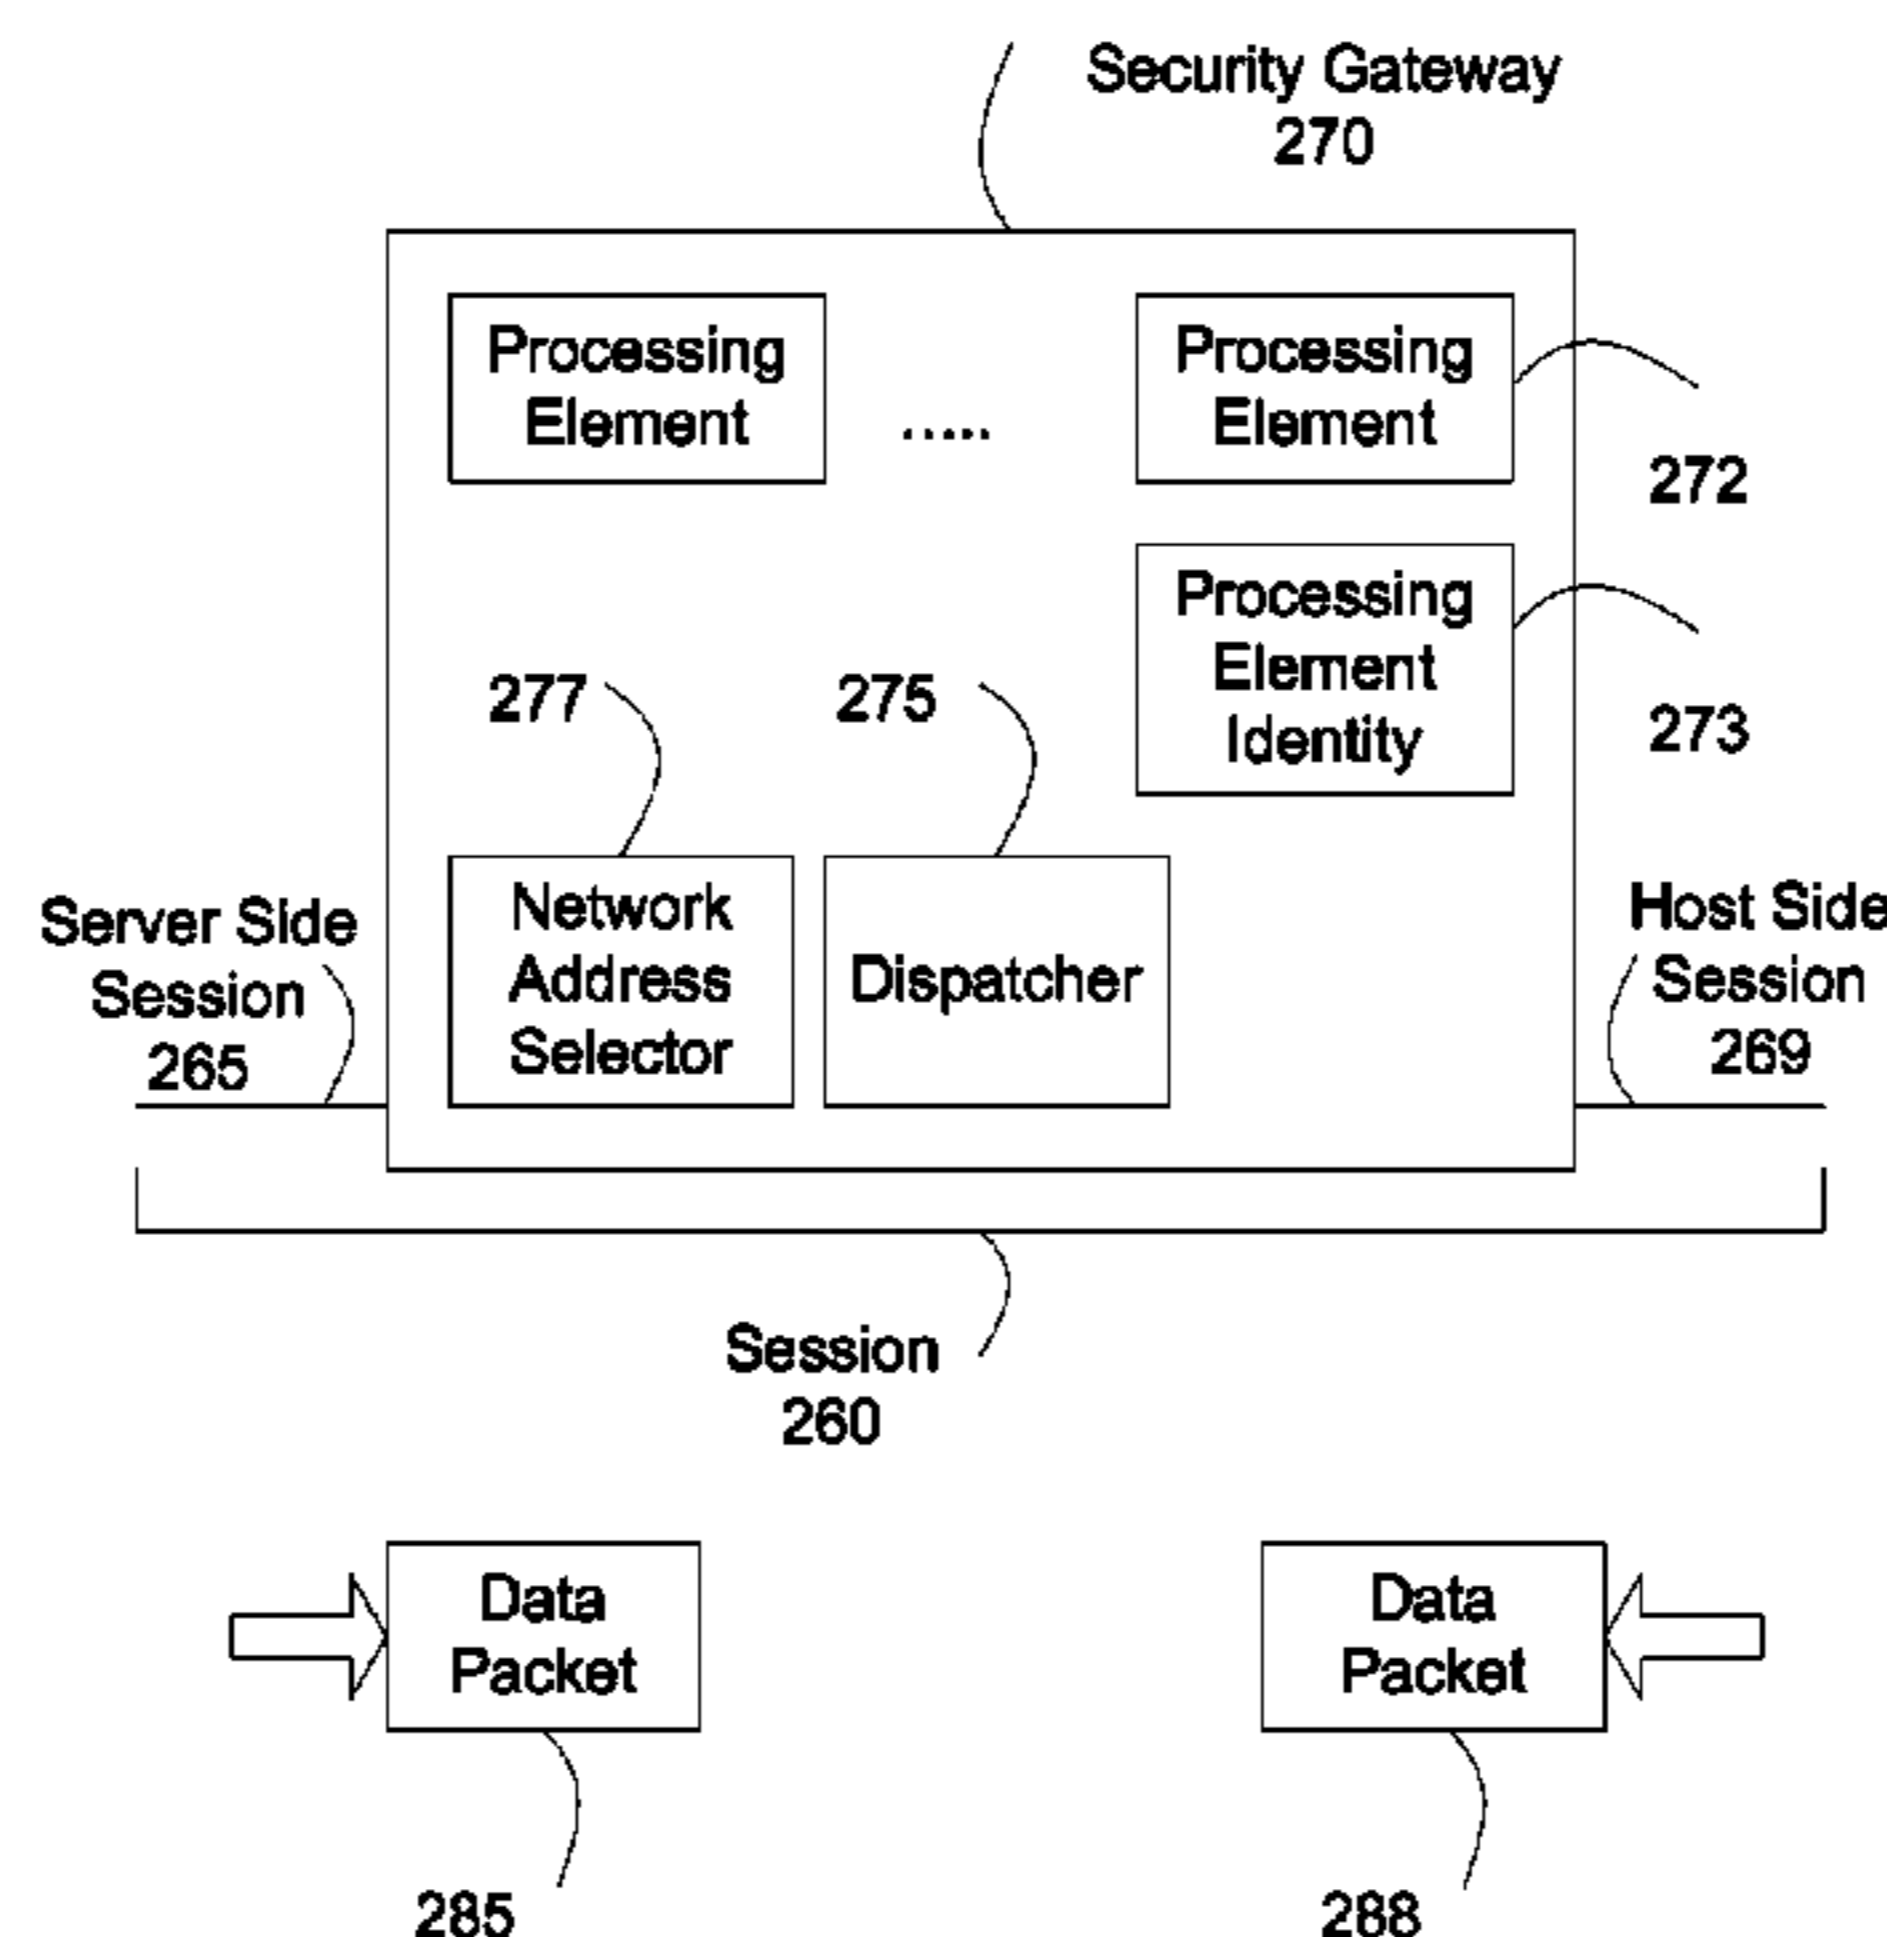 Security Gateway
270
Processing
Element
.....
Processing
Element
272
Processing
Element
Identity
273
277
275
Network
Address
Selector
Dispatcher
Server Side
Session
265
Host Side
Session
269
Session
260
Data
Packet
285
Data
Packet
288